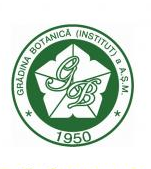 GRĂDINA BOTANICĂ (INSTITUT) a A.Ş.M.
GB
* 1950 *